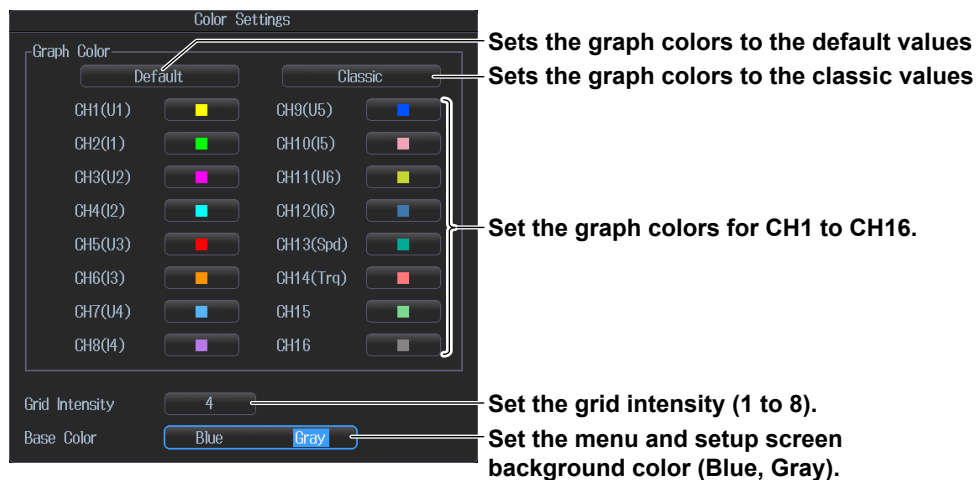 Color Settings
Graph Color
Default Classic
CH1(U1) CH9(U5)
CH2(I1) CH10(I5)
CH3(U2) CH11(U6)
CH4(I2) CH12(I6)
CH5(U3) CH13(Spd)
CH6(I3) CH14(Trq)
CH7(U4) CH15
CH8(I4) CH16
Grid Intensity 4
Base Color Blue Gray
Sets the graph colors to the default values
Sets the graph colors to the classic values
Set the graph colors for CH1 to CH16.
Set the grid intensity (1 to 8).
Set the menu and setup screen
background color (Blue, Gray).